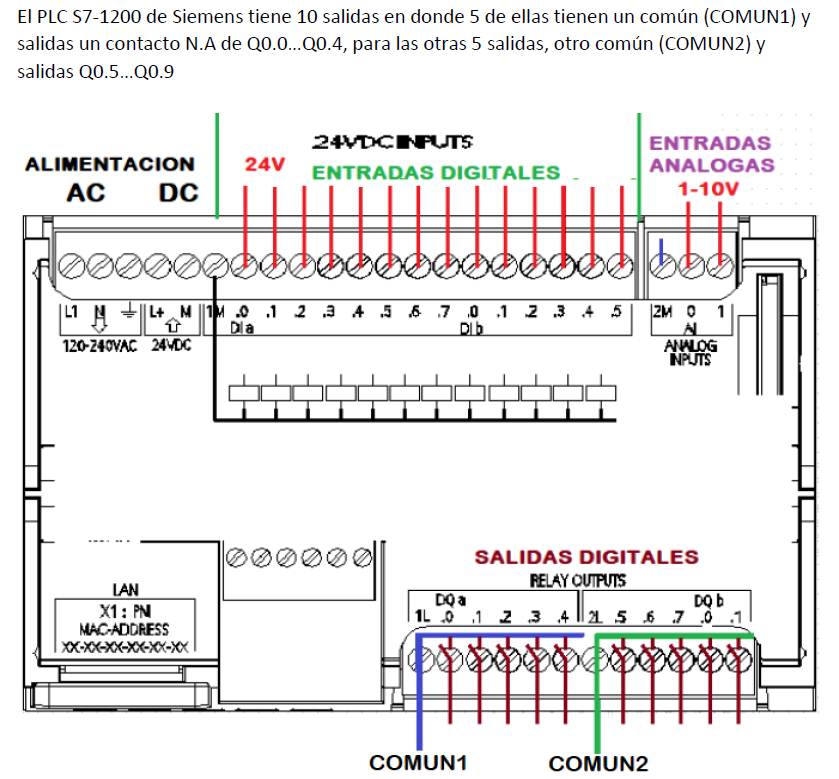 El PLC S7-1200 de Siemens tiene 10 salidas en donde 5 de ellas tienen un común (COMUN1) y
salidas un contacto N.A de Q0.0...Q0.4, para las otras 5 salidas, otro común (COMUN2) y
salidas Q0.5...Q0.9
24VDC INPUTS
ENTRADAS
ALIMENTACION 24V ENTRADAS DIGITALES ANALOGAS
AC DC 1-10V
L1 N L+ M 1M .0 .1 .2 .3 .4 .5 .6 .7 .0 .1 .2 .3 .4 .5 2M 0 1
DI a DI b AI
120-240VAC 24VDC ANALOG
INPUTS
SALIDAS DIGITALES
RELAY OUTPUTS
LAN
DQ a DQ b
X1: PN 1L .0 .1 .2 .3 .4 2L .5 .6 .7 .0 .1
MAC-ADDRESS
XX-XX-XX-XX-XX-XX
COMUN1 COMUN2